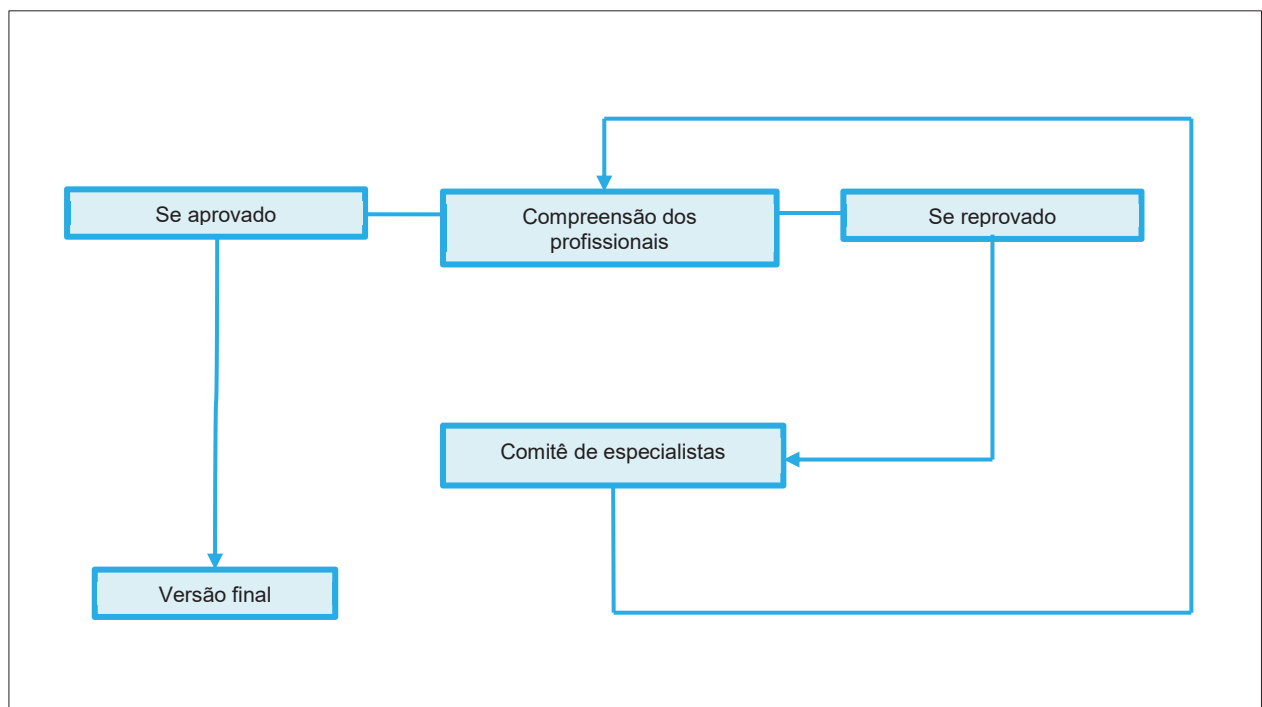 Se aprovado
Compreensão dos
profissionais
Se reprovado
Comitê de especialistas
Versão final